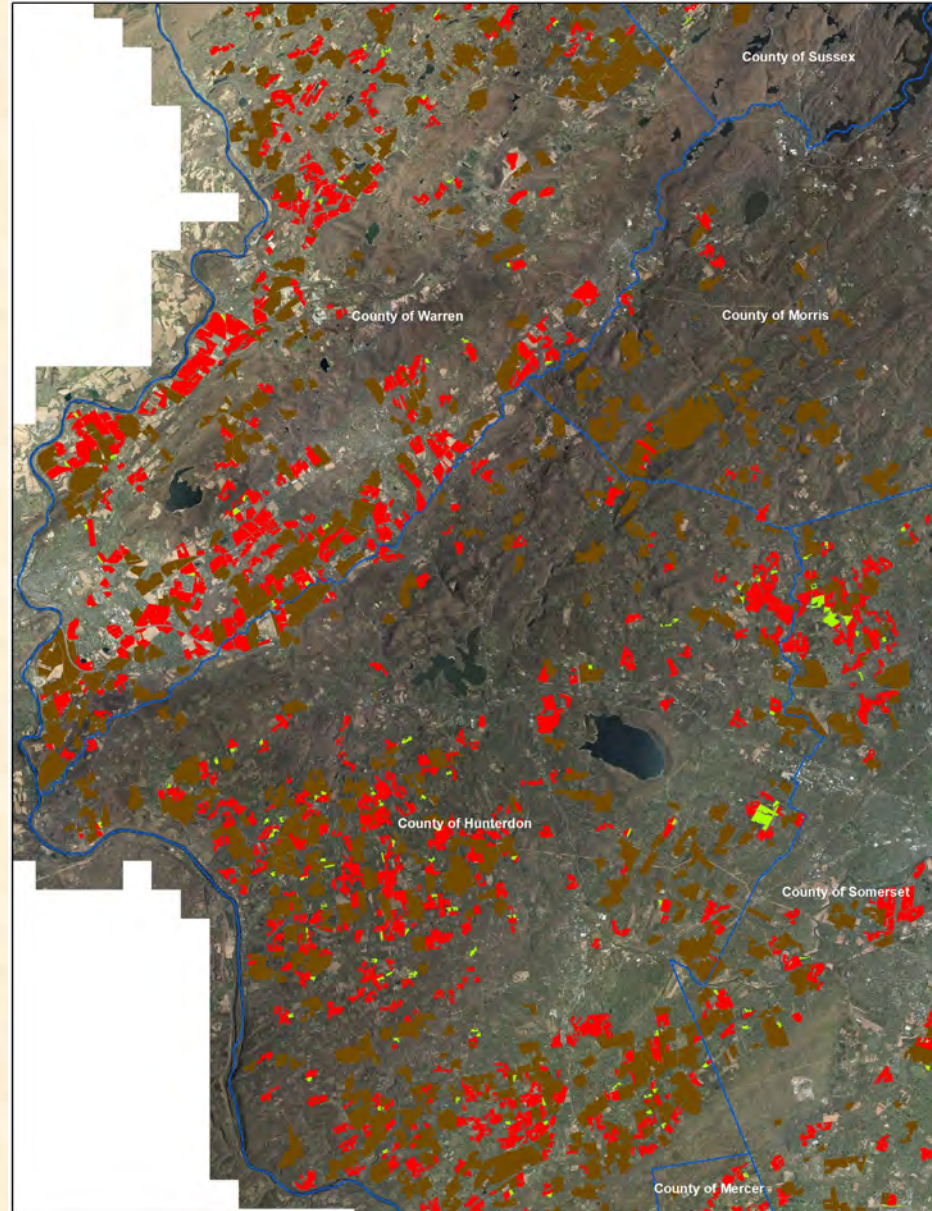 County of Sussex
County of Warren
County of Morris
County of Hunterdon
County of Somerset
County of Mercer